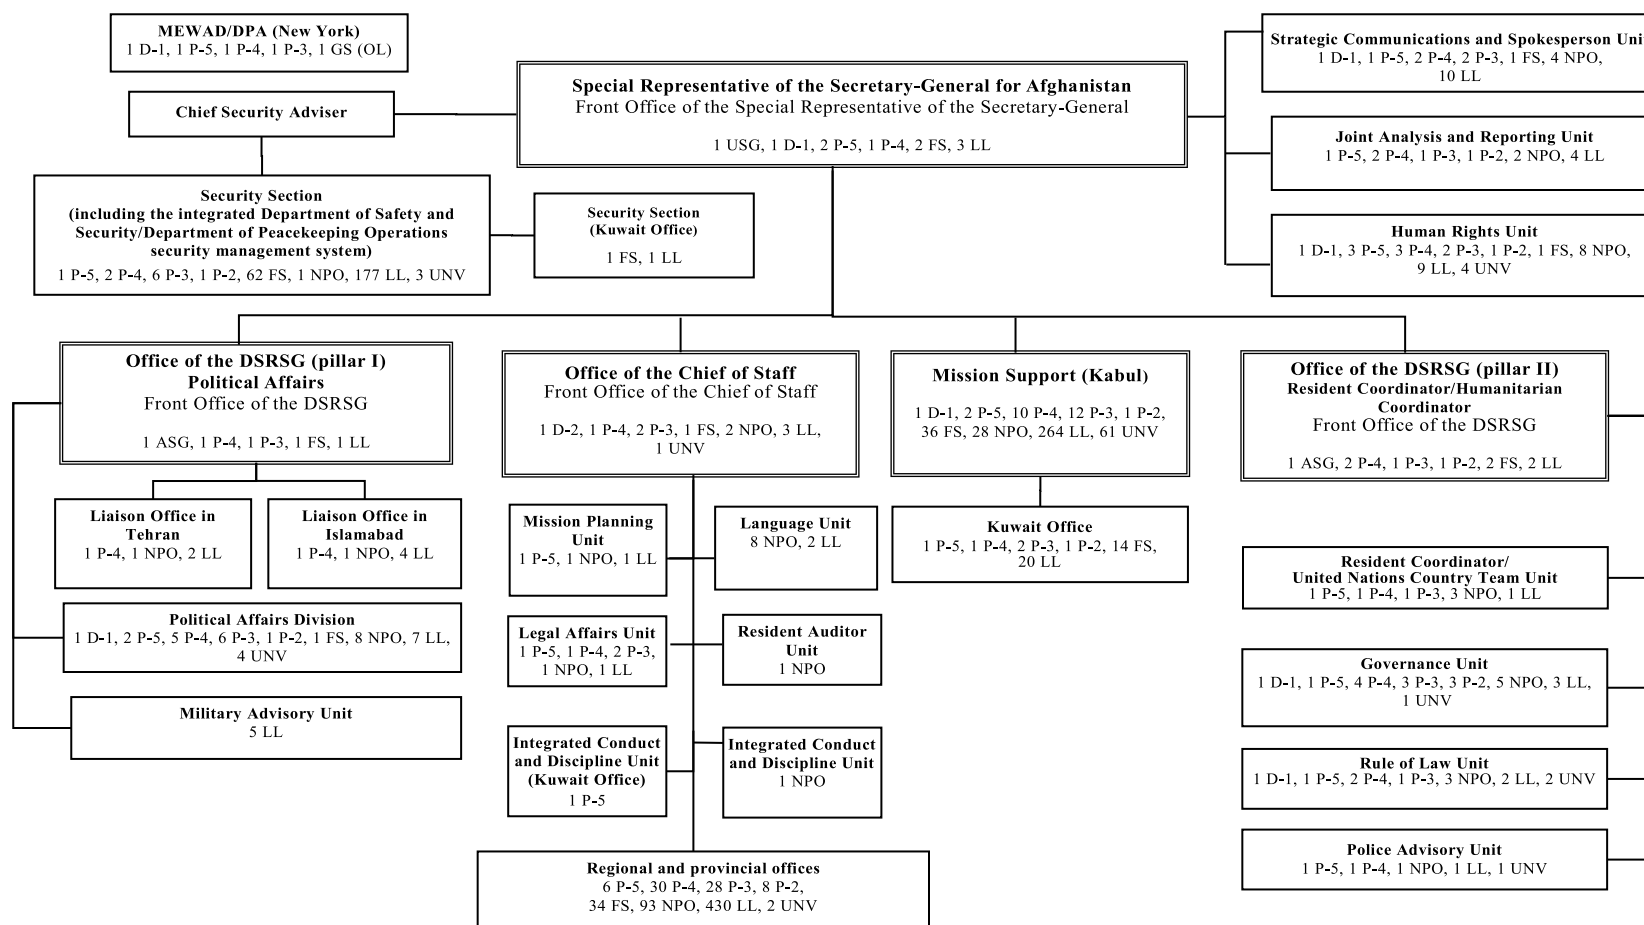 MEWAD/DPA (New York)
1 D-1, 1 P-5, 1 P-4, 1 P-3, 1 GS (OL)
Chief Security Adviser
Special Representative of the Secretary-General for Afghanistan
Front Office of the Special Representative of the Secretary-General
1 USG, 1 D-1, 2 P-5, 1 P-4, 2 FS, 3 LL
Strategic Communications and Spokesperson Unit
1 D-1, 1 P-5, 2 P-4, 2 P-3, 1 FS, 4 NPO,
10 LL
Joint Analysis and Reporting Unit
1 P-5, 2 P-4, 1 P-3, 1 P-2, 2 NPO, 4 LL
Human Rights Unit
1 D-1, 3 P-5, 3 P-4, 2 P-3, 1 P-2, 1 FS, 8 NPO,
9 LL, 4 UNV
Security Section
(including the integrated Department of Safety and
Security/Department of Peacekeeping Operations
security management system)
1 P-5, 2 P-4, 6 P-3, 1 P-2, 62 FS, 1 NPO, 177 LL, 3 UNV
Security Section
(Kuwait Office)
1 FS, 1 LL
Office of the DSRSG (pillar I)
Political Affairs
Front Office of the DSRSG
1 ASG, 1 P-4, 1 P-3, 1 FS, 1 LL
Liaison Office in
Tehran
1 P-4, 1 NPO, 2 LL
Liaison Office in
Islamabad
1 P-4, 1 NPO, 4 LL
Political Affairs Division
1 D-1, 2 P-5, 5 P-4, 6 P-3, 1 P-2, 1 FS, 8 NPO, 7 LL,
4 UNV
Military Advisory Unit
5 LL
Office of the Chief of Staff
Front Office of the Chief of Staff
1 D-2, 1 P-4, 2 P-3, 1 FS, 2 NPO, 3 LL,
1 UNV
Mission Planning
Unit
1 P-5, 1 NPO, 1 LL
Language Unit
8 NPO, 2 LL
Legal Affairs Unit
1 P-5, 1 P-4, 2 P-3,
1 NPO, 1 LL
Resident Auditor
Unit
1 NPO
Integrated Conduct
and Discipline Unit
(Kuwait Office)
1 P-5
Integrated Conduct
and Discipline Unit
1 NPO
Regional and provincial offices
6 P-5, 30 P-4, 28 P-3, 8 P-2,
34 FS, 93 NPO, 430 LL, 2 UNV
Mission Support (Kabul)
1 D-1, 2 P-5, 10 P-4, 12 P-3, 1 P-2,
36 FS, 28 NPO, 264 LL, 61 UNV
Kuwait Office
1 P-5, 1 P-4, 2 P-3, 1 P-2, 14 FS,
20 LL
Office of the DSRSG (pillar II)
Resident Coordinator/Humanitarian
Coordinator
Front Office of the DSRSG
1 ASG, 2 P-4, 1 P-3, 1 P-2, 2 FS, 2 LL
Resident Coordinator/
United Nations Country Team Unit
1 P-5, 1 P-4, 1 P-3, 3 NPO, 1 LL
Governance Unit
1 D-1, 1 P-5, 4 P-4, 3 P-3, 3 P-2, 5 NPO, 3 LL,
1 UNV
Rule of Law Unit
1 D-1, 1 P-5, 2 P-4, 1 P-3, 3 NPO, 2 LL, 2 UNV
Police Advisory Unit
1 P-5, 1 P-4, 1 NPO, 1 LL, 1 UNV